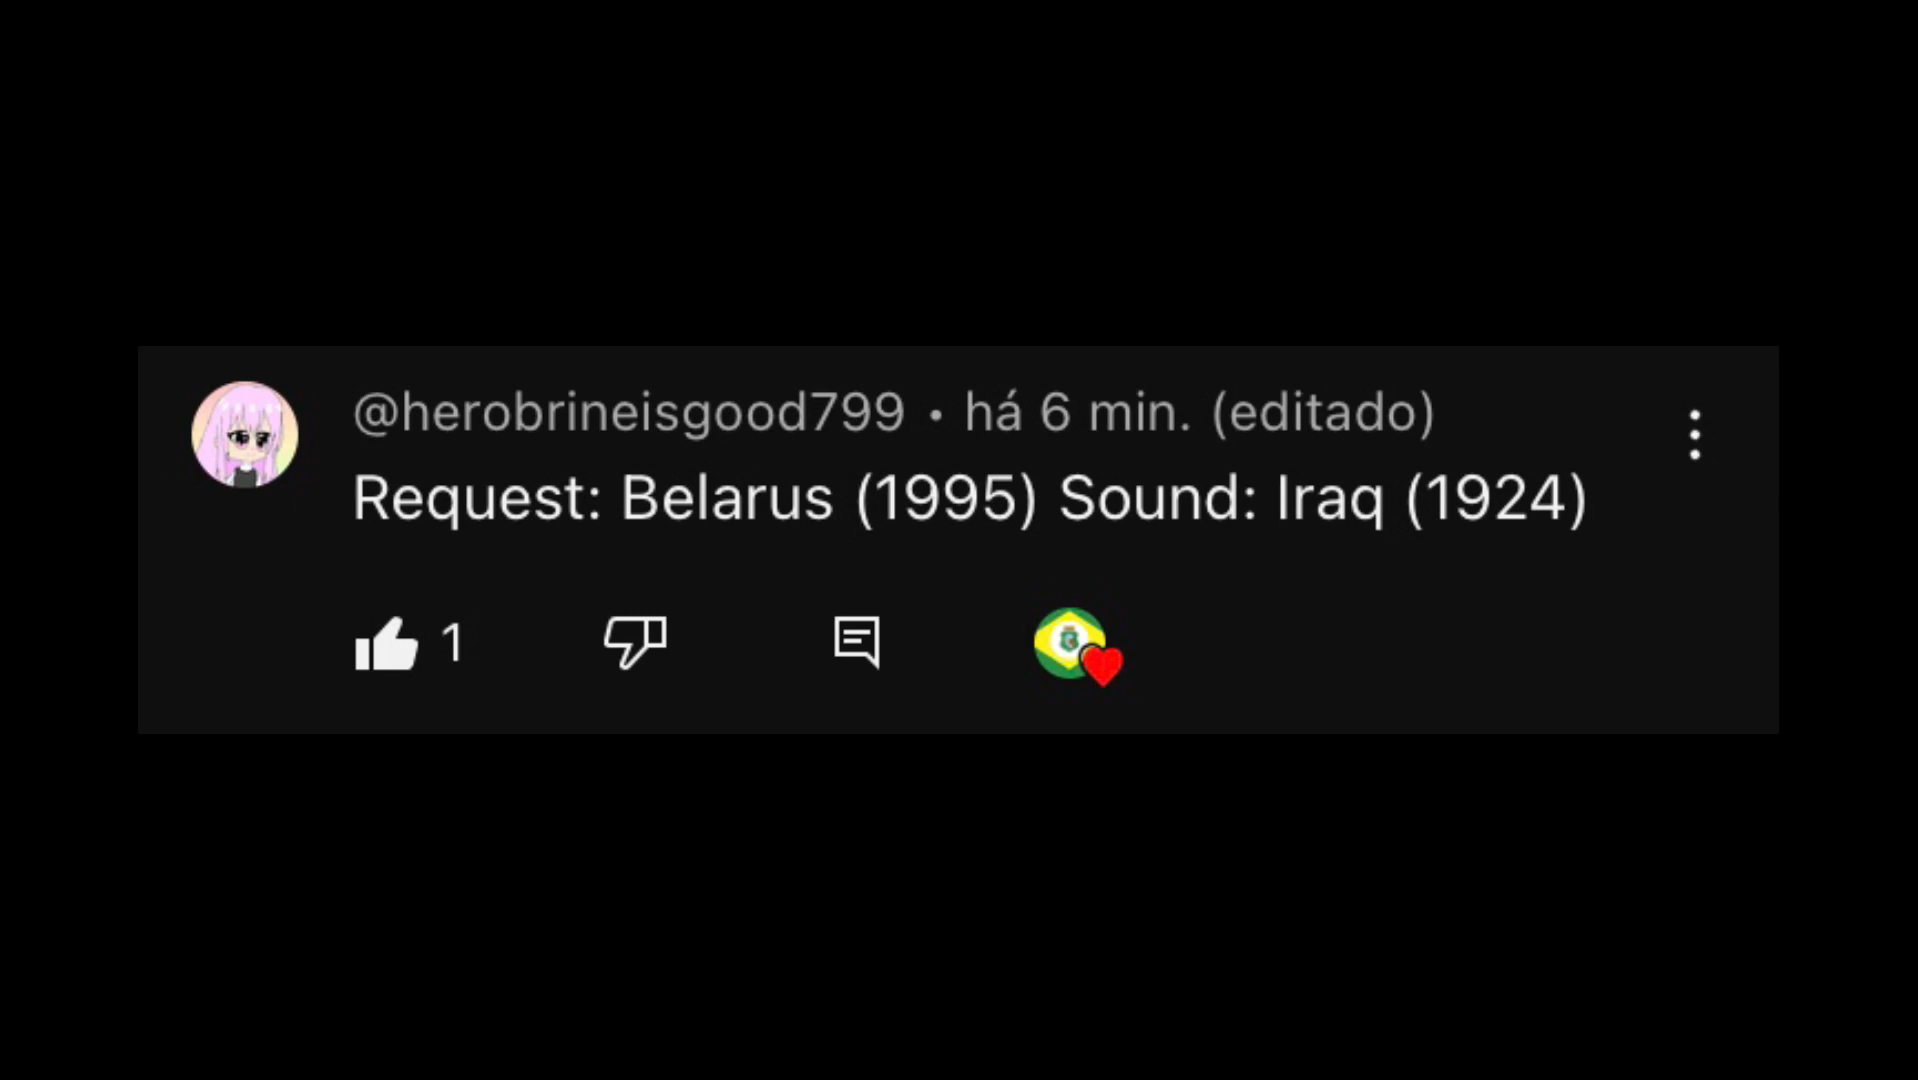 @herobrineisgood799 • há 6 min. (editado)
Request: Belarus (1995) Sound: Iraq (1924)
1